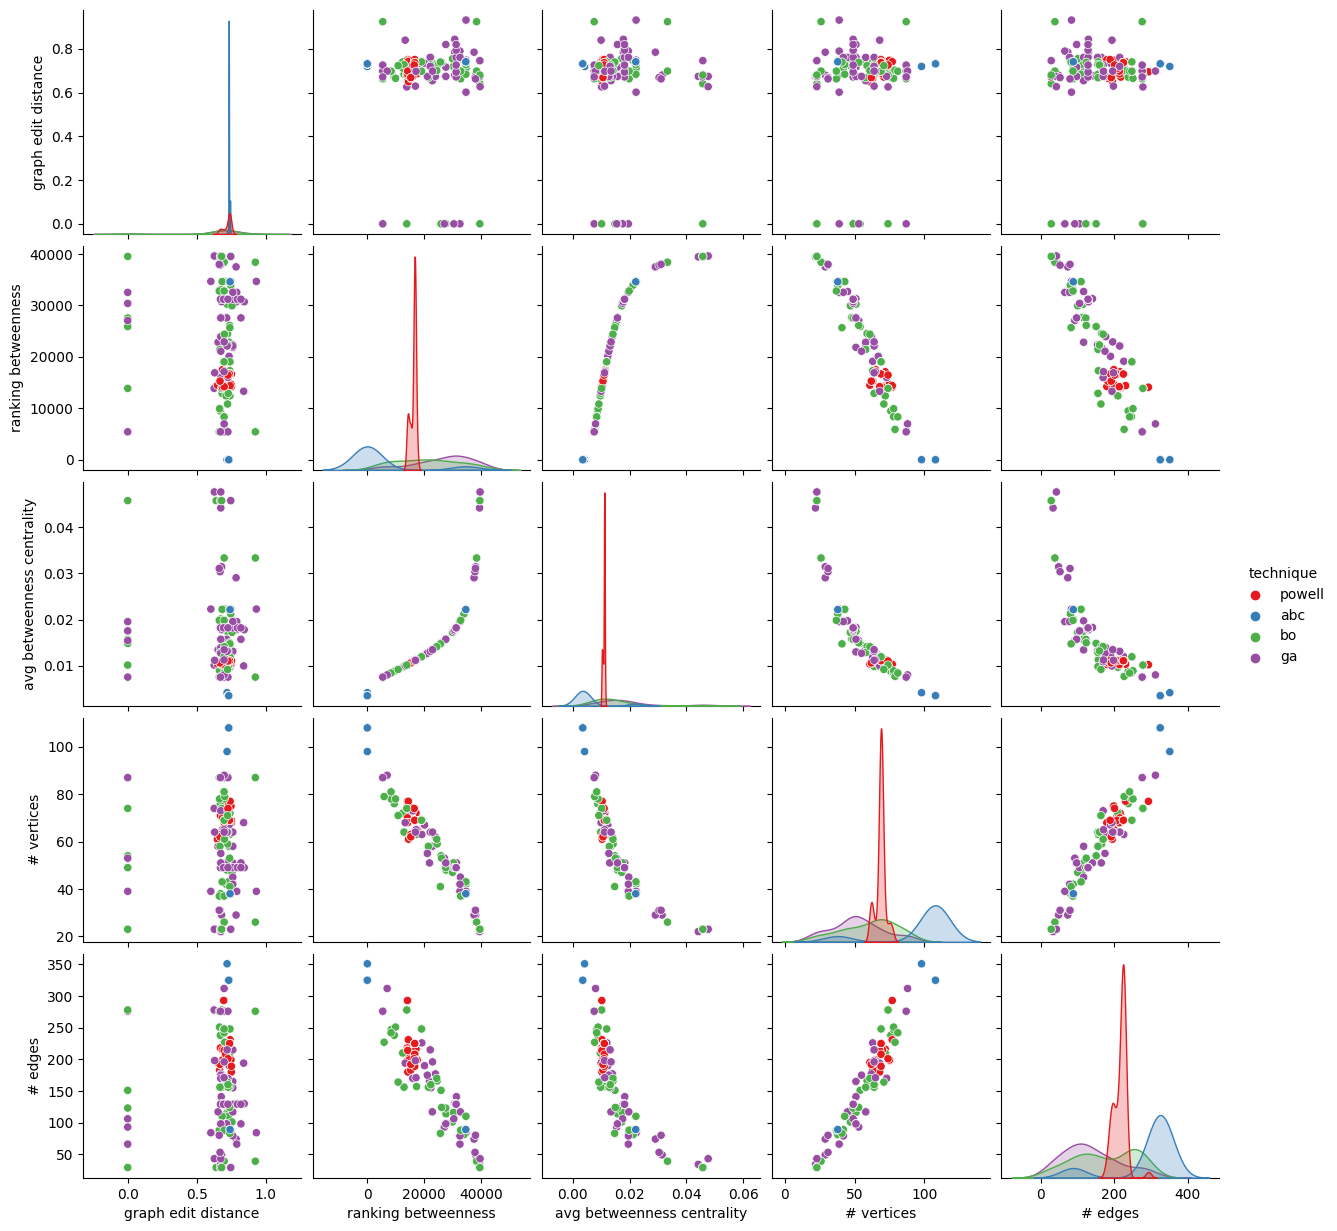 graph edit distance
0.8
0.6
0.4
0.2
0.0
ranking betweenness
40000
30000
20000
10000
0
avg betweenness centrality
0.04
0.03
0.02
0.01
technique
powell
abc
bo
ga
# vertices
100
80
60
40
20
# edges
350
300
250
200
150
100
50
0.0 0.5 1.0
graph edit distance
0 20000 40000
ranking betweenness
0.00 0.02 0.04 0.06
avg betweenness centrality
0 50 100
# vertices
0 200 400
# edges